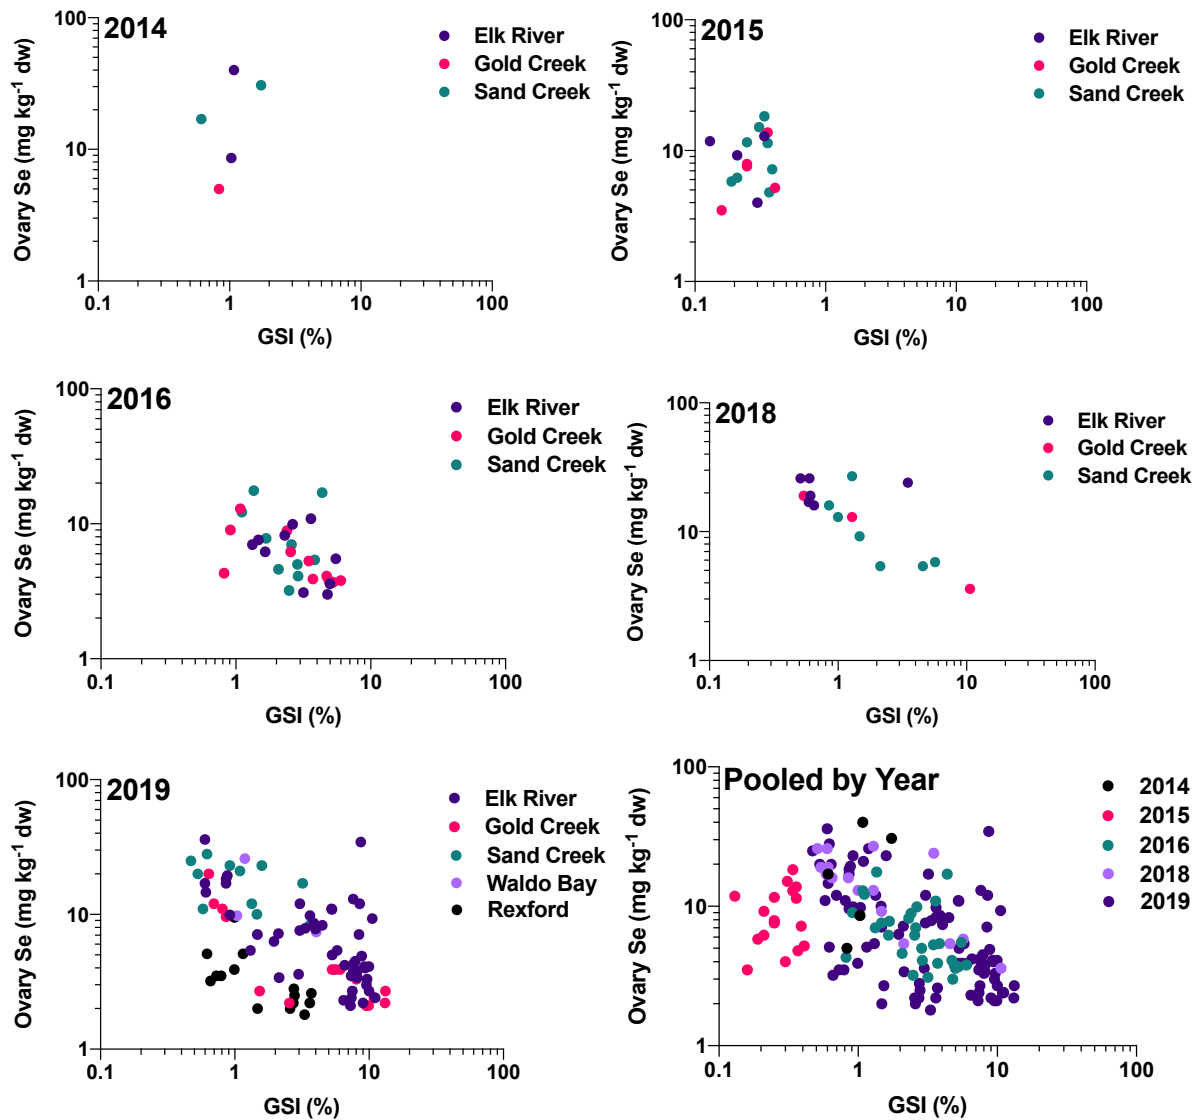 2014
Elk River
Gold Creek
Sand Creek
100
10
1
0.1
1
10
100
Ovary Se (mg kg⁻¹ dw)
GSI (%)
2015
Elk River
Gold Creek
Sand Creek
100
10
1
0.1
1
10
100
Ovary Se (mg kg⁻¹ dw)
GSI (%)
2016
Elk River
Gold Creek
Sand Creek
100
10
1
0.1
1
10
100
Ovary Se (mg kg⁻¹ dw)
GSI (%)
2018
Elk River
Gold Creek
Sand Creek
100
10
1
0.1
1
10
100
Ovary Se (mg kg⁻¹ dw)
GSI (%)
2019
Elk River
Gold Creek
Sand Creek
Waldo Bay
Rexford
100
10
1
0.1
1
10
100
Ovary Se (mg kg⁻¹ dw)
GSI (%)
Pooled by Year
2014
2015
2016
2018
2019
100
10
1
0.1
1
10
100
Ovary Se (mg kg⁻¹ dw)
GSI (%)